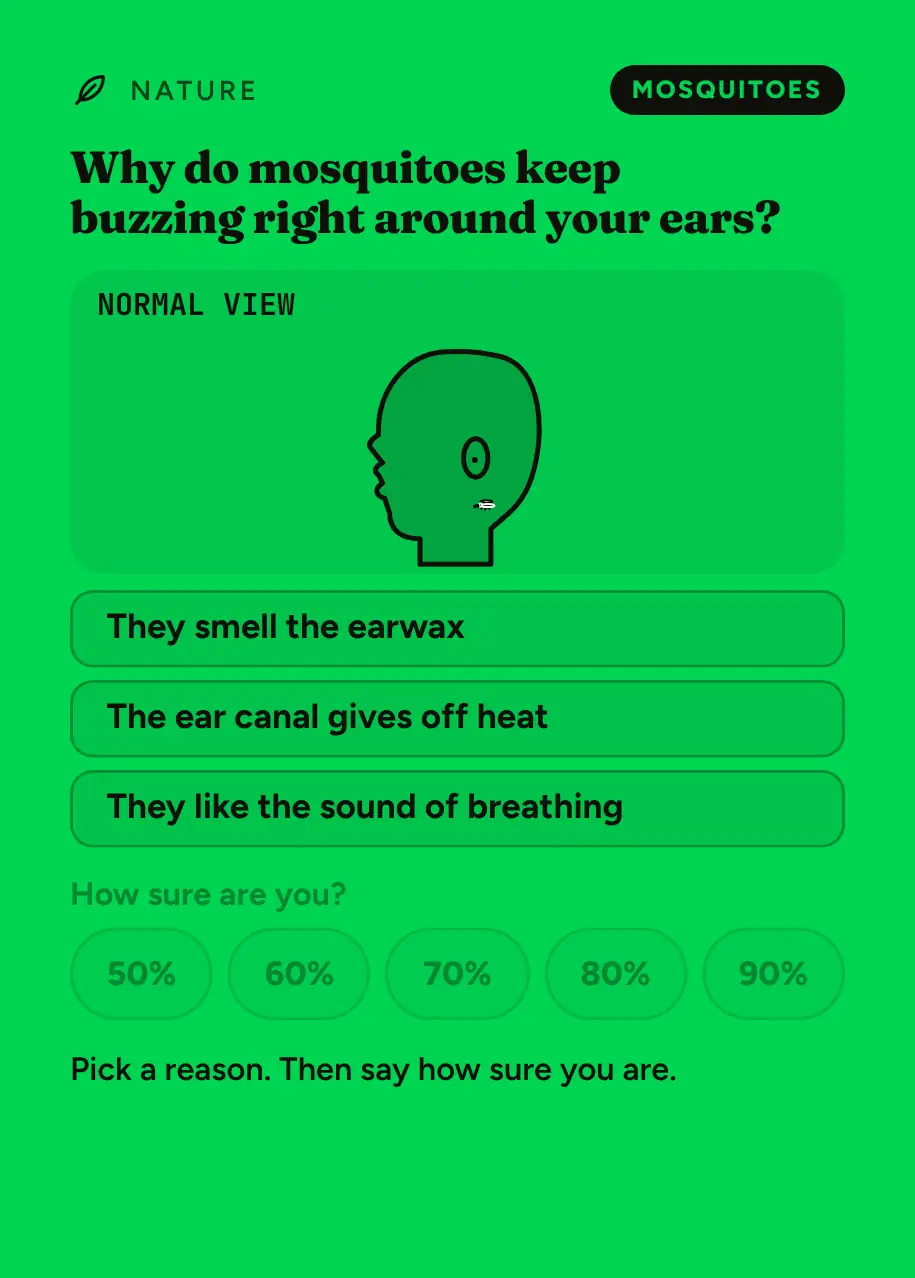 NATURE
MOSQUITOES
Why do mosquitoes keep
buzzing right around your ears?
NORMAL VIEW
They smell the earwax
The ear canal gives off heat
They like the sound of breathing
How sure are you?
50%
60%
70%
80%
90%
Pick a reason. Then say how sure you are.